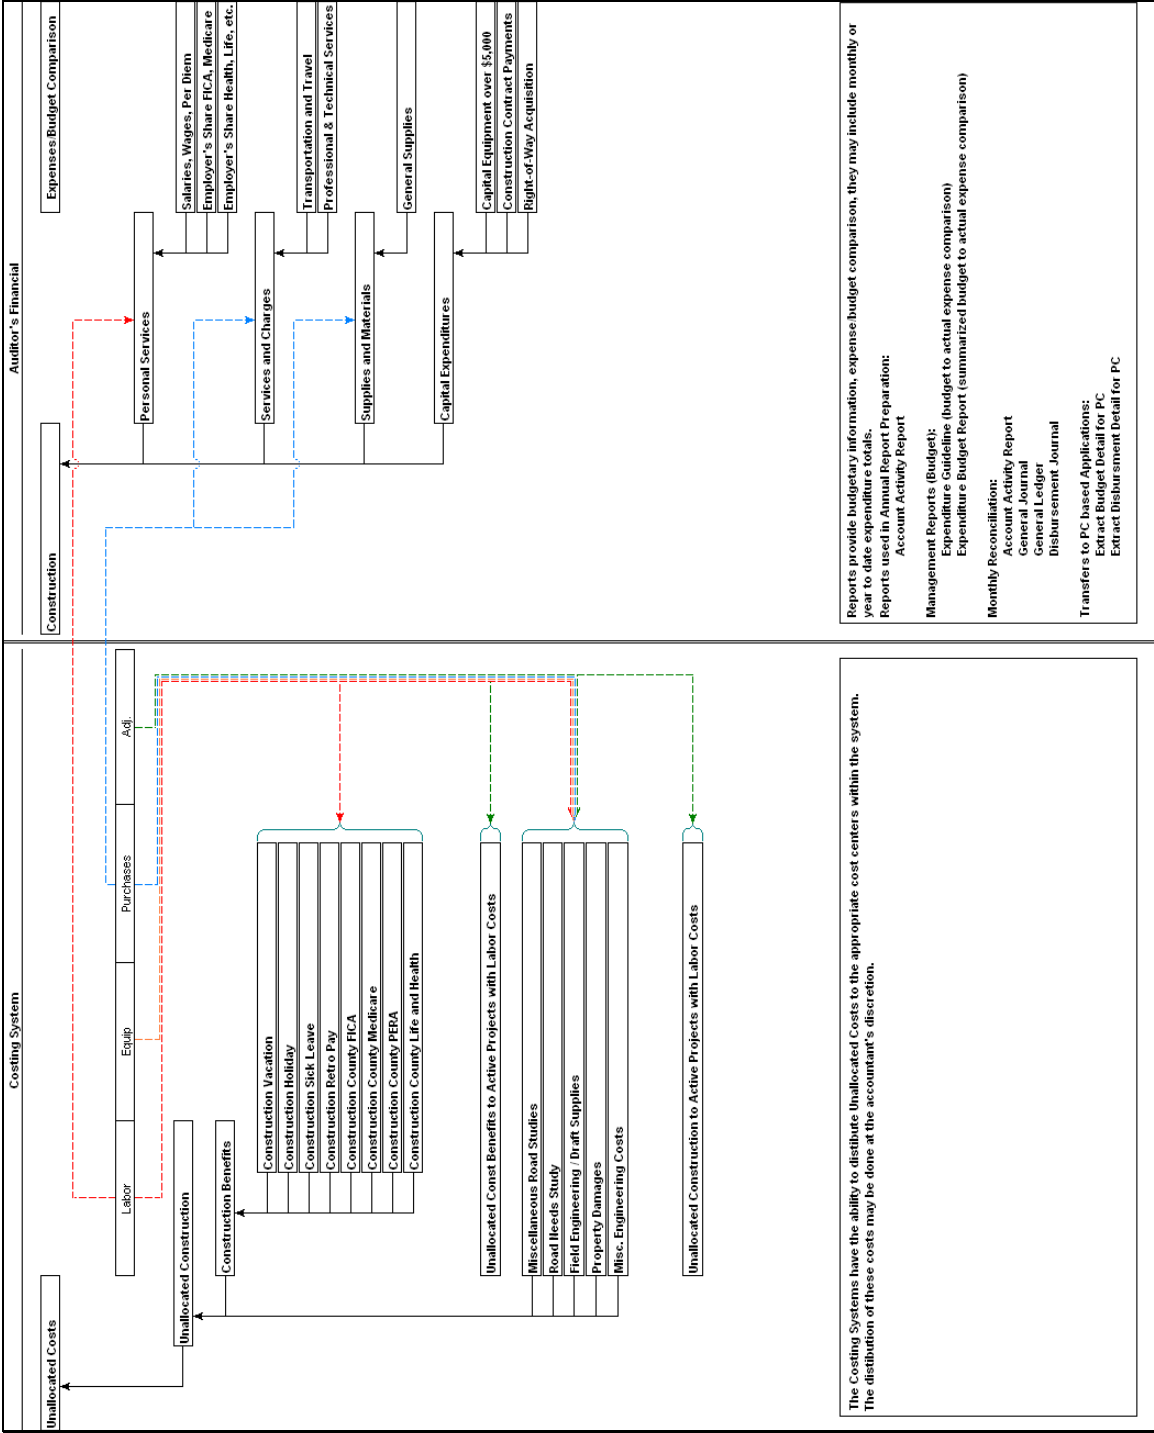 Costing System
Auditor's Financial
Unallocated Costs
Construction
Expenses/Budget Comparison
Labor
Equip
Purchases
Adj.
Unallocated Construction
Construction Benefits
Construction Vacation
Construction Holiday
Construction Sick Leave
Construction Retro Pay
Construction County FICA
Construction County Medicare
Construction County PERA
Construction County Life and Health
Unallocated Const Benefits to Active Projects with Labor Costs
Miscellaneous Road Studies
Road Needs Study
Field Engineering / Draft Supplies
Property Damages
Misc. Engineering Costs
Unallocated Construction to Active Projects with Labor Costs
The Costing Systems have the ability to distibute Unallocated Costs to the appropriate cost centers within the system.
The distibution of these costs may be done at the accountant's discretion.
Personal Services
Salaries, Wages, Per Diem
Employer's Share FICA, Medicare
Employer's Share Health, Life, etc.
Services and Charges
Transportation and Travel
Professional & Technical Services
Supplies and Materials
General Supplies
Capital Expenditures
Capital Equipment over $5,000
Construction Contract Payments
Right-of-Way Acquisition
Reports provide budgetary information, expense/budget comparison, they may include monthly or
year to date expenditure totals.
Reports used in Annual Report Preparation:
Account Activity Report
Management Reports (Budget):
Expenditure Guideline (budget to actual expense comparison)
Expenditure Budget Report (summarized budget to actual expense comparison)
Monthly Reconciliation:
Account Activity Report
General Journal
General Ledger
Disbursement Journal
Transfers to PC based Applications:
Extract Budget Detail for PC
Extract Disbursment Detail for PC